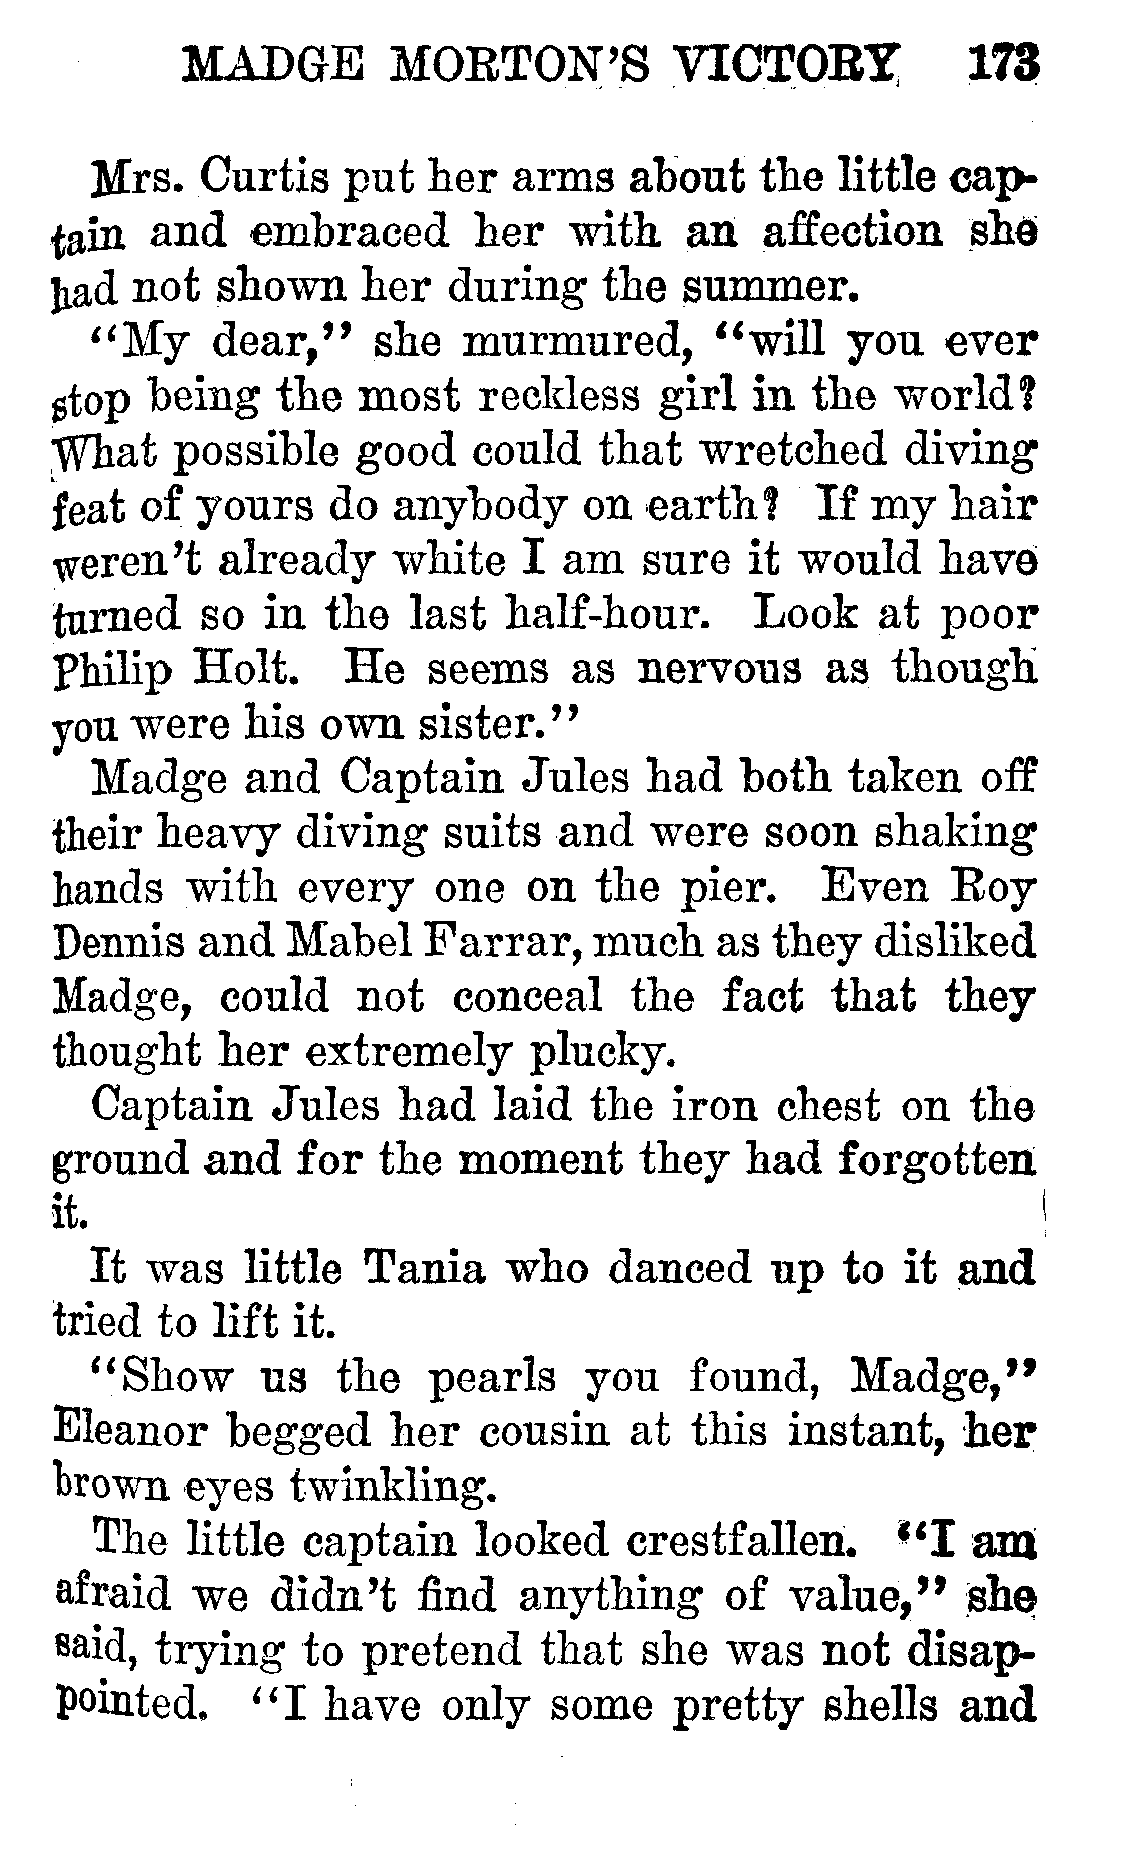 MADGE MORTON'S VICTORY 173
Mrs. Curtis put her arms about the little cap-
tain and embraced her with an affection she
had not shown her during the summer.
"My dear," she murmured, "will you ever
stop being the most reckless girl in the world?
What possible good could that wretched diving
feat of yours do anybody on earth? If my hair
weren't already white I am sure it would have
turned so in the last half-hour. Look at poor
Philip Holt. He seems as nervous as though
you were his own sister."
Madge and Captain Jules had both taken off
their heavy diving suits and were soon shaking
hands with every one on the pier. Even Roy
Dennis and Mabel Farrar, much as they disliked
Madge, could not conceal the fact that they
thought her extremely plucky.
Captain Jules had laid the iron chest on the
ground and for the moment they had forgotten
it.
It was little Tania who danced up to it and
tried to lift it.
"Show us the pearls you found, Madge,"
Eleanor begged her cousin at this instant, her
brown eyes twinkling.
The little captain looked crestfallen. "I am
afraid we didn't find anything of value," she
said, trying to pretend that she was not disap-
pointed. "I have only some pretty shells and